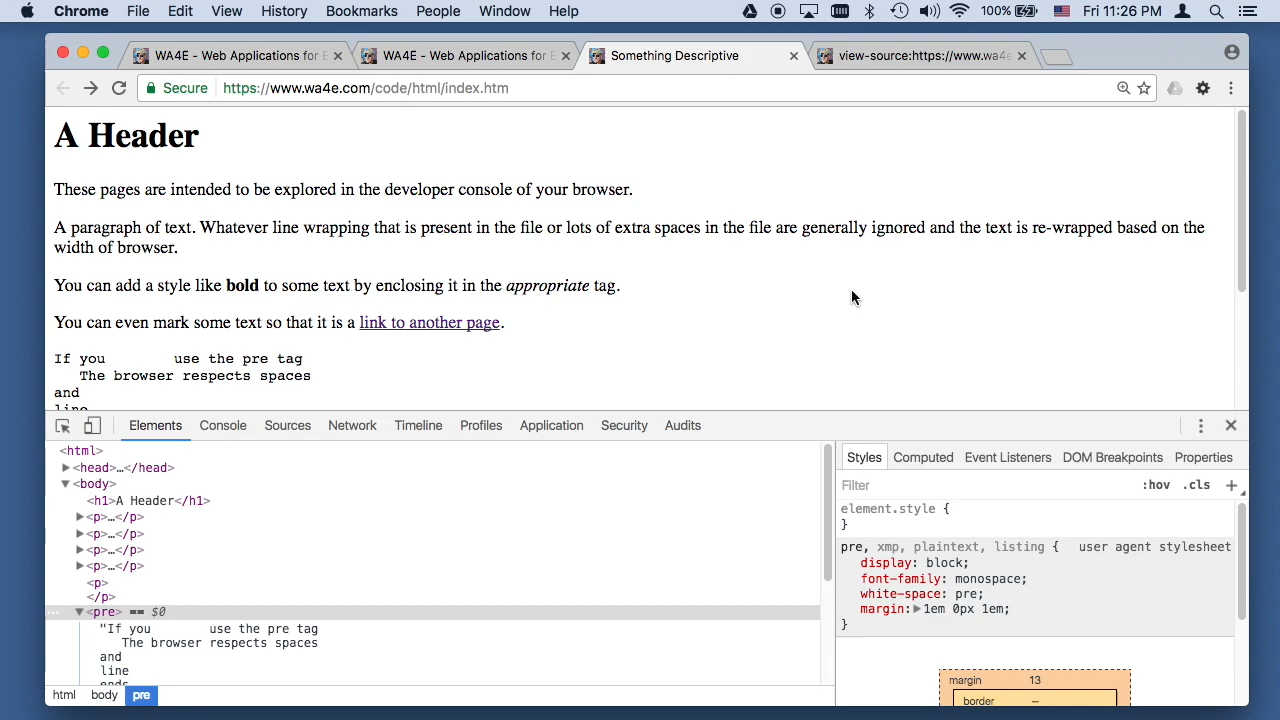 Chrome File Edit View History Bookmarks People Window Help 100% Fri 11:26 PM
WA4E - Web Applications for E WA4E - Web Applications for E Something Descriptive view-source:https://www.wa4e
Secure https://www.wa4e.com/code/html/index.htm
A Header
These pages are intended to be explored in the developer console of your browser.
A paragraph of text. Whatever line wrapping that is present in the file or lots of extra spaces in the file are generally ignored and the text is re-wrapped based on the
width of browser.
You can add a style like bold to some text by enclosing it in the appropriate tag.
You can even mark some text so that it is a link to another page.
If you        use the pre tag
   The browser respects spaces
and
line
Elements Console Sources Network Timeline Profiles Application Security Audits
<html>
<head>…</head>
<body>
<h1>A Header</h1>
<p>…</p>
<p>…</p>
<p>…</p>
<p>…</p>
<p>
</p>
… <pre> == $0
"If you        use the pre tag
   The browser respects spaces
and
line
ends
html body pre
Styles Computed Event Listeners DOM Breakpoints Properties
Filter :hov .cls +
element.style {
}
pre, xmp, plaintext, listing { user agent stylesheet
display: block;
font-family: monospace;
white-space: pre;
margin: 1em 0px 1em;
}
margin 13
border –